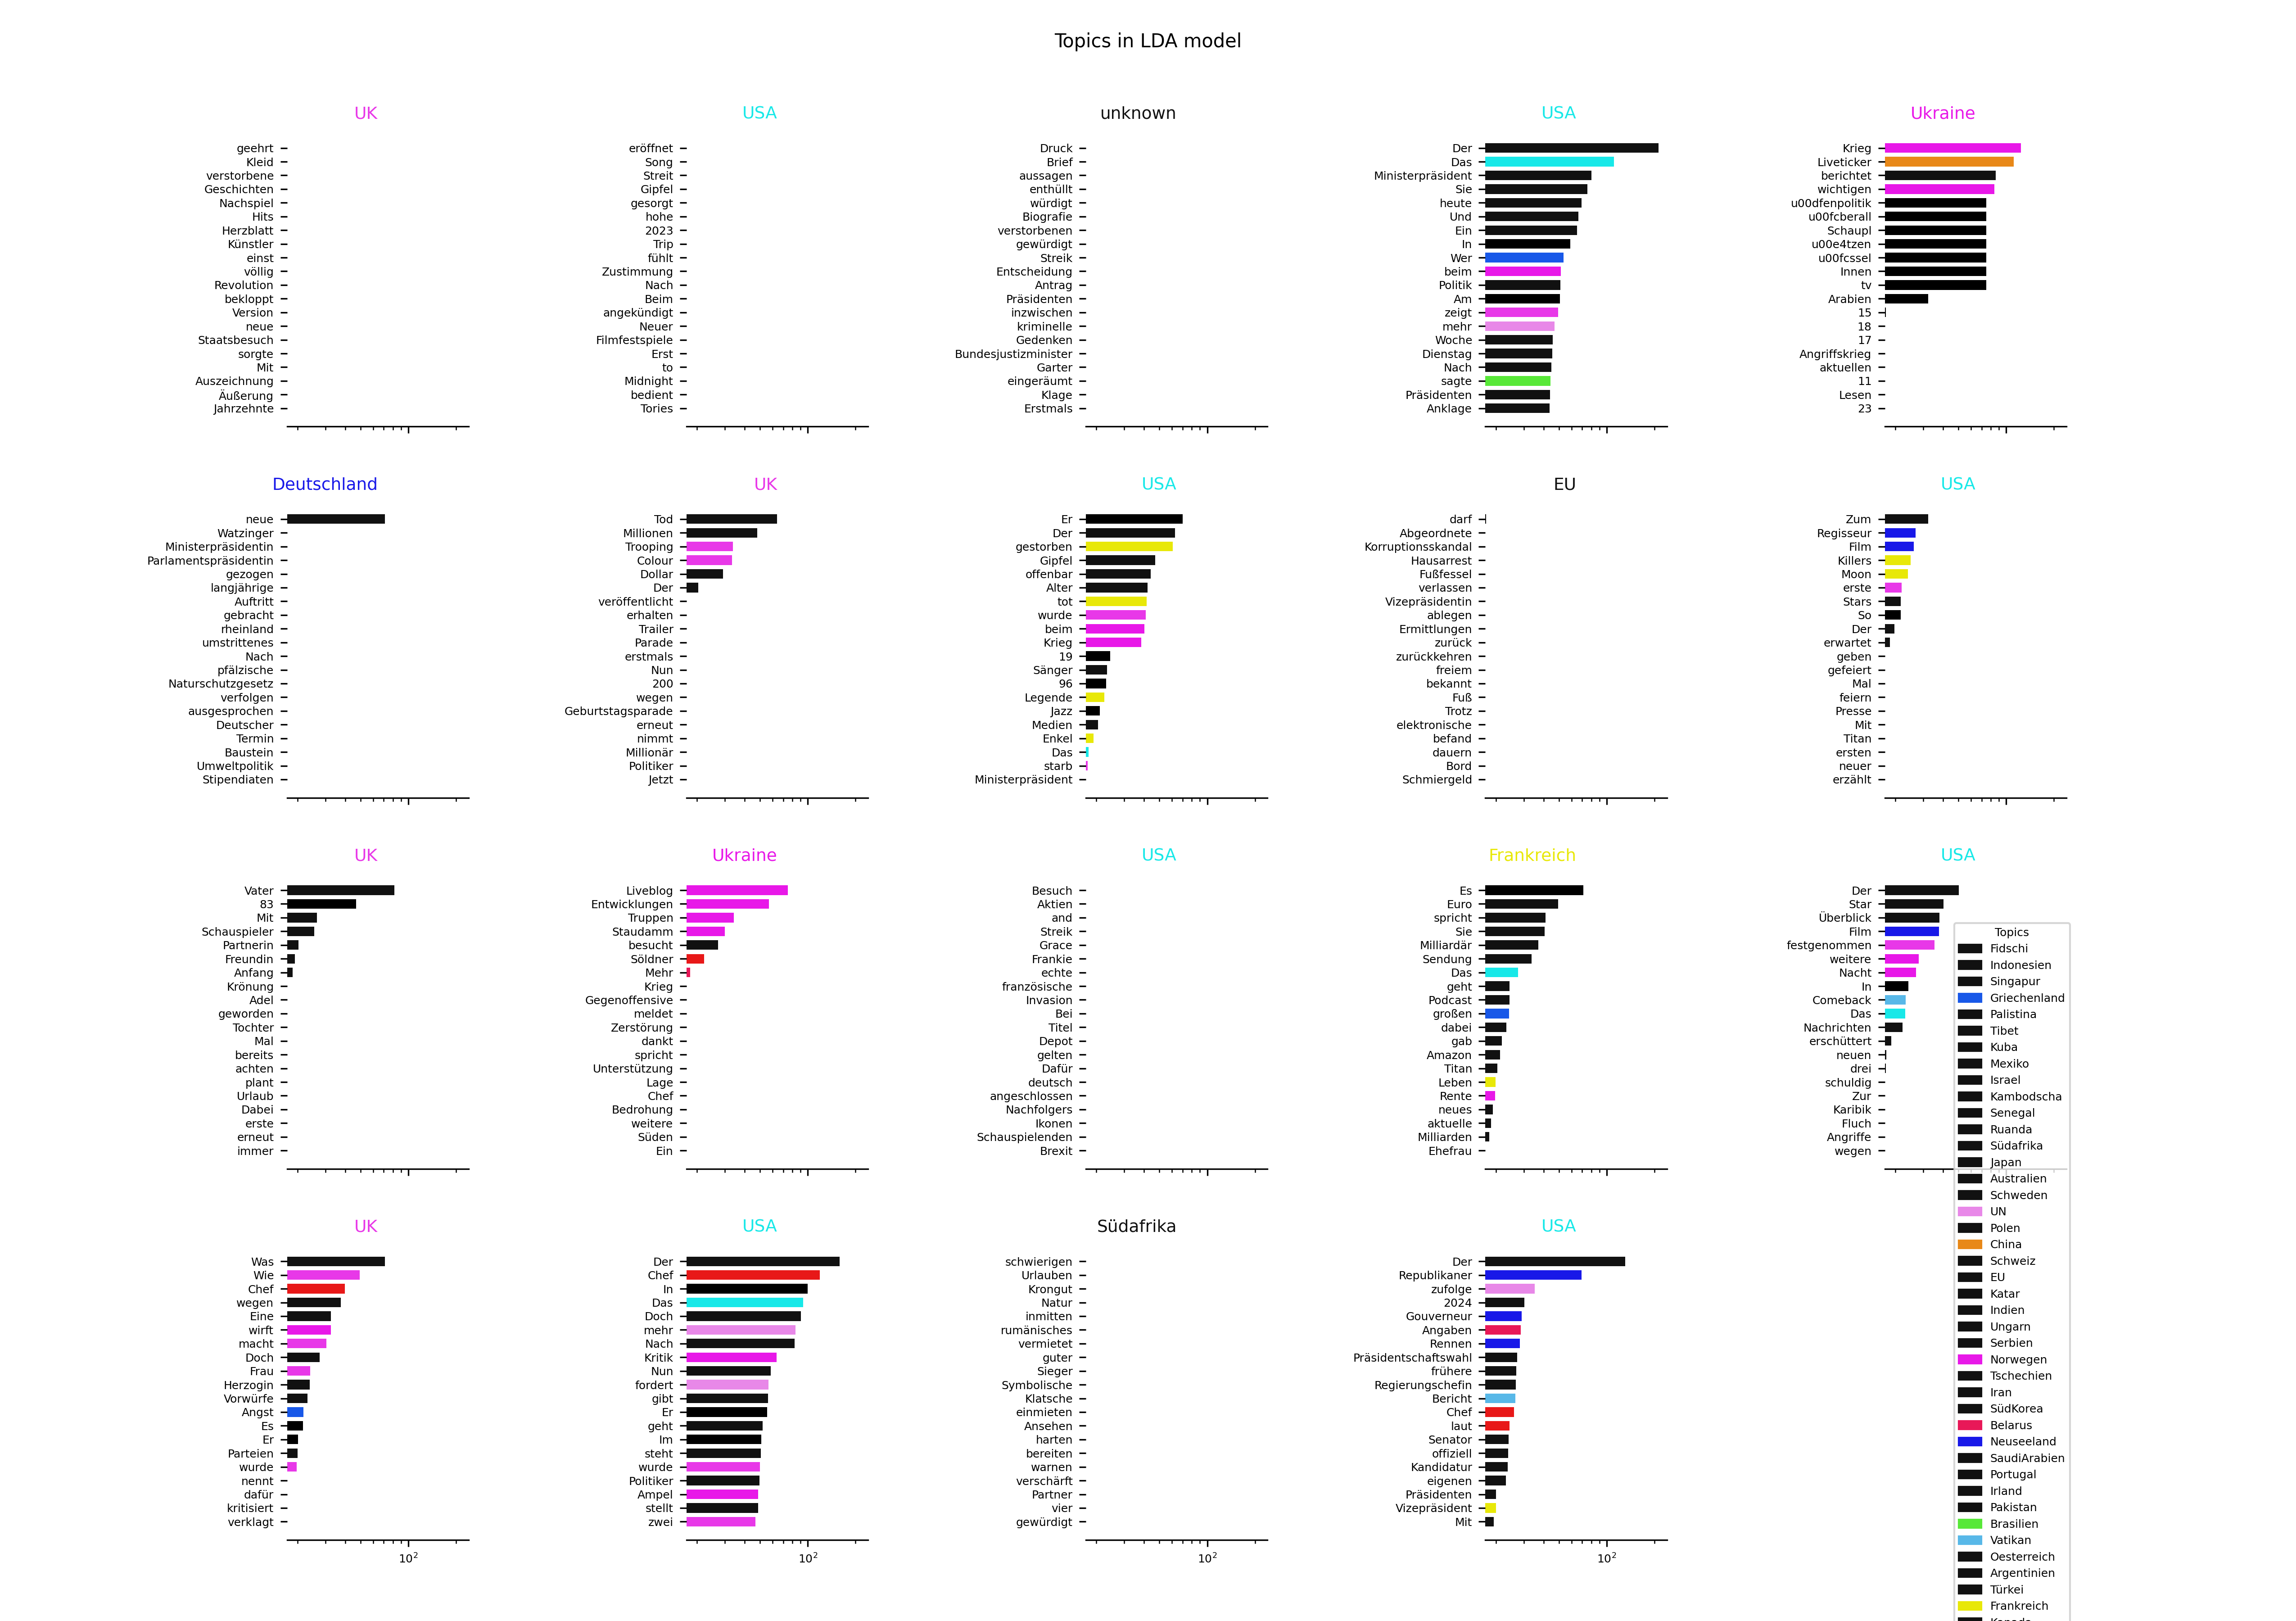 Topics in LDA model
UK
geehrt
Kleid
verstorbene
Geschichten
Nachspiel
Hits
Herzblatt
Künstler
einst
völlig
Revolution
bekloppt
Version
neue
Staatsbesuch
sorgte
Mit
Auszeichnung
Äußerung
Jahrzehnte
USA
eröffnet
Song
Streit
Gipfel
gesorgt
hohe
2023
Trip
fühlt
Zustimmung
Nach
Beim
angekündigt
Neuer
Filmfestspiele
Erst
to
Midnight
bedient
Tories
unknown
Druck
Brief
aussagen
enthüllt
würdigt
Biografie
verstorbenen
gewürdigt
Streik
Entscheidung
Antrag
Präsidenten
inzwischen
kriminelle
Gedenken
Bundesjustizminister
Garter
eingeräumt
Klage
Erstmals
USA
Der
Das
Ministerpräsident
Sie
heute
Und
Ein
In
Wer
beim
Politik
Am
zeigt
mehr
Woche
Dienstag
Nach
sagte
Präsidenten
Anklage
Ukraine
Krieg
Liveticker
berichtet
wichtigen
u00dfenpolitik
u00fcberall
Schaupl
u00e4tzen
u00fcssel
Innen
tv
Arabien
15
18
17
Angriffskrieg
aktuellen
11
Lesen
23
Deutschland
neue
Watzinger
Ministerpräsidentin
Parlamentspräsidentin
gezogen
langjährige
Auftritt
gebracht
rheinland
umstrittenes
Nach
pfälzische
Naturschutzgesetz
verfolgen
ausgesprochen
Deutscher
Termin
Baustein
Umweltpolitik
Stipendiaten
UK
Tod
Millionen
Trooping
Colour
Dollar
Der
veröffentlicht
erhalten
Trailer
Parade
erstmals
Nun
200
wegen
Geburtstagsparade
erneut
nimmt
Millionär
Politiker
Jetzt
USA
Er
Der
gestorben
Gipfel
offenbar
Alter
tot
wurde
beim
Krieg
19
Sänger
96
Legende
Jazz
Medien
Enkel
Das
starb
Ministerpräsident
EU
darf
Abgeordnete
Korruptionsskandal
Hausarrest
Fußfessel
verlassen
Vizepräsidentin
ablegen
Ermittlungen
zurück
zurückkehren
freiem
bekannt
Fuß
Trotz
elektronische
befand
dauern
Bord
Schmiergeld
USA
Zum
Regisseur
Film
Killers
Moon
erste
Stars
So
Der
erwartet
geben
gefeiert
Mal
feiern
Presse
Mit
Titan
ersten
neuer
erzählt
UK
Vater
83
Mit
Schauspieler
Partnerin
Freundin
Anfang
Krönung
Adel
geworden
Tochter
Mal
bereits
achten
plant
Urlaub
Dabei
erste
erneut
immer
Ukraine
Liveblog
Entwicklungen
Truppen
Staudamm
besucht
Söldner
Mehr
Krieg
Gegenoffensive
meldet
Zerstörung
dankt
spricht
Unterstützung
Lage
Chef
Bedrohung
weitere
Süden
Ein
USA
Besuch
Aktien
and
Streik
Grace
Frankie
echte
französische
Invasion
Bei
Titel
Depot
gelten
Dafür
deutsch
angeschlossen
Nachfolgers
Ikonen
Schauspielenden
Brexit
Frankreich
Es
Euro
spricht
Sie
Milliardär
Sendung
Das
geht
Podcast
großen
dabei
gab
Amazon
Titan
Leben
Rente
neues
aktuelle
Milliarden
Ehefrau
USA
Der
Star
Überblick
Film
festgenommen
weitere
Nacht
In
Comeback
Das
Nachrichten
erschüttert
neuen
drei
schuldig
Zur
Karibik
Fluch
Angriffe
wegen
UK
Was
Wie
Chef
wegen
Eine
wirft
macht
Doch
Frau
Herzogin
Vorwürfe
Angst
Es
Er
Parteien
wurde
nennt
dafür
kritisiert
verklagt
10²
USA
Der
Chef
In
Das
Doch
mehr
Nach
Kritik
Nun
fordert
gibt
Er
geht
Im
steht
wurde
Politiker
Ampel
stellt
zwei
10²
Südafrika
schwierigen
Urlauben
Krongut
Natur
inmitten
rumänisches
vermietet
guter
Sieger
Symbolische
Klatsche
einmieten
Ansehen
harten
bereiten
warnen
verschärft
Partner
vier
gewürdigt
10²
USA
Der
Republikaner
zufolge
2024
Gouverneur
Angaben
Rennen
Präsidentschaftswahl
frühere
Regierungschefin
Bericht
Chef
laut
Senator
offiziell
Kandidatur
eigenen
Präsidenten
Vizepräsident
Mit
10²
Topics
Fidschi
Indonesien
Singapur
Griechenland
Palistina
Tibet
Kuba
Mexiko
Israel
Kambodscha
Senegal
Ruanda
Südafrika
Japan
Australien
Schweden
UN
Polen
China
Schweiz
EU
Katar
Indien
Ungarn
Serbien
Norwegen
Tschechien
Iran
SüdKorea
Belarus
Neuseeland
SaudiArabien
Portugal
Irland
Pakistan
Brasilien
Vatikan
Oesterreich
Argentinien
Türkei
Frankreich